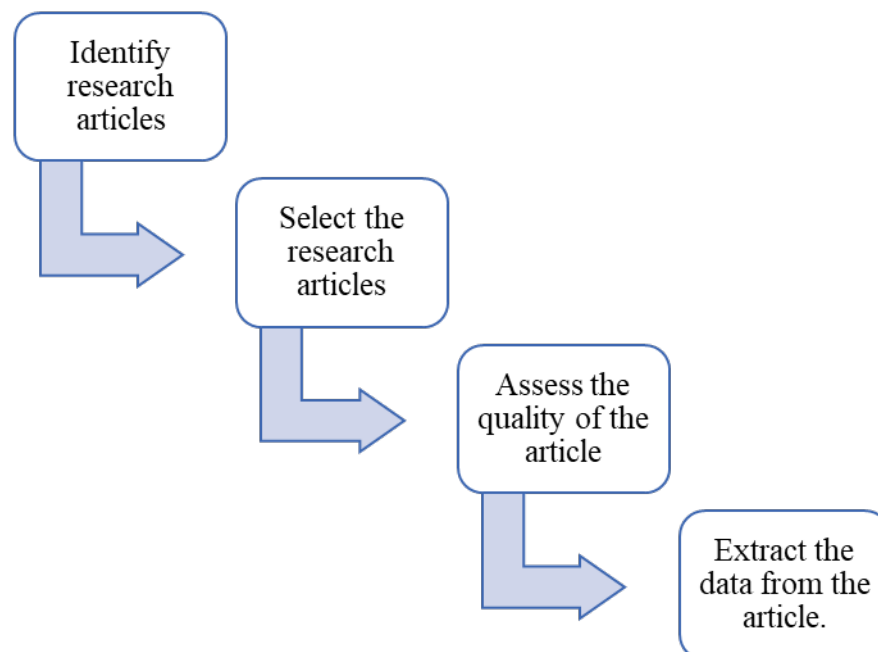 Identify
research
articles
Select the
research
articles
Assess the
quality of the
article
Extract the
data from the
article.